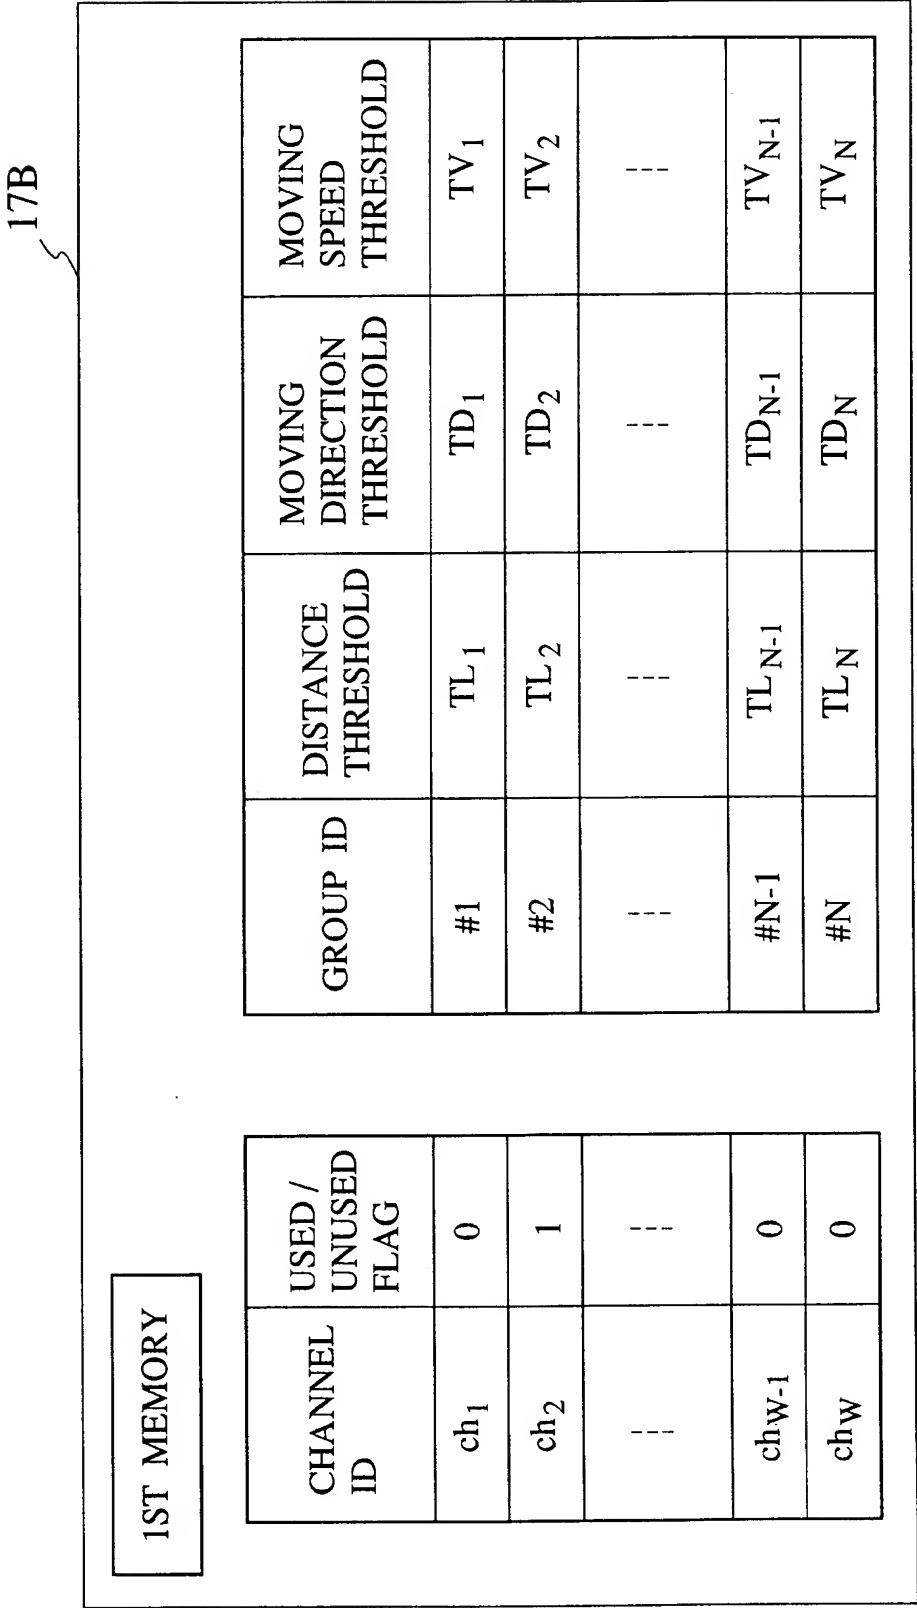 17B
1ST MEMORY
CHANNEL
ID
USED /
UNUSED
FLAG
ch1 0
ch2 1
--- ---
chW-1 0
chW 0
GROUP ID
DISTANCE
THRESHOLD
MOVING
DIRECTION
THRESHOLD
MOVING
SPEED
THRESHOLD
#1 TL1 TD1 TV1
#2 TL2 TD2 TV2
--- --- --- ---
#N-1 TLN-1 TDN-1 TVN-1
#N TLN TDN TVN